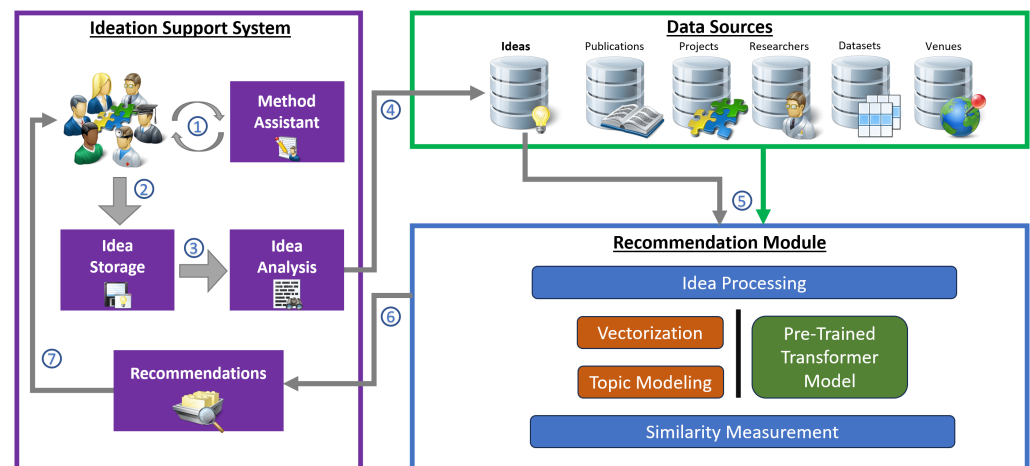 Ideation Support System
Method
Assistant
1
2
Idea
Storage
3
Idea
Analysis
Recommendations
7
4
Data Sources
Ideas
Publications
Projects
Researchers
Datasets
Venues
5
6
Recommendation Module
Idea Processing
Vectorization
Topic Modeling
Pre-Trained
Transformer
Model
Similarity Measurement